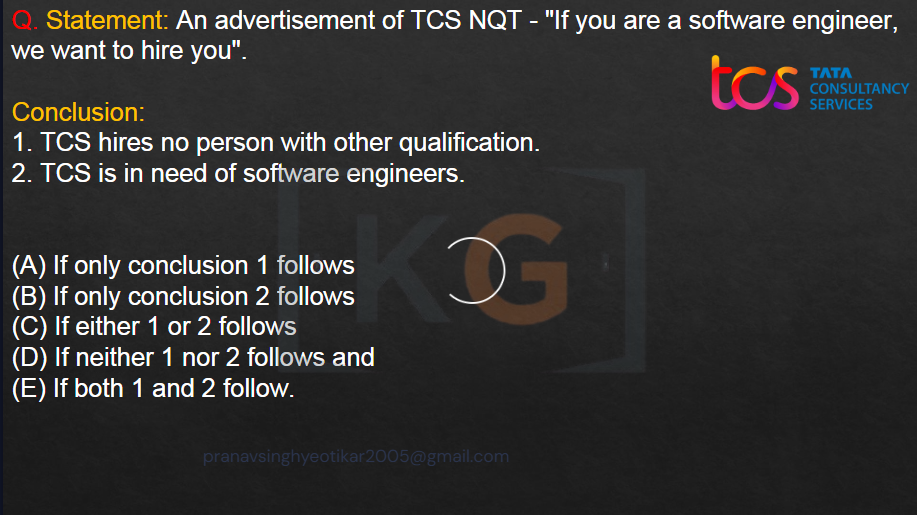 Q. Statement: An advertisement of TCS NQT - "If you are a software engineer,
we want to hire you".
tcs TATA
CONSULTANCY
SERVICES
Conclusion:
1. TCS hires no person with other qualification.
2. TCS is in need of software engineers.
[KG]
(A) If only conclusion 1 follows
(B) If only conclusion 2 follows
(C) If either 1 or 2 follows
(D) If neither 1 nor 2 follows and
(E) If both 1 and 2 follow.
pranavsinghyeotikar2005@gmail.com